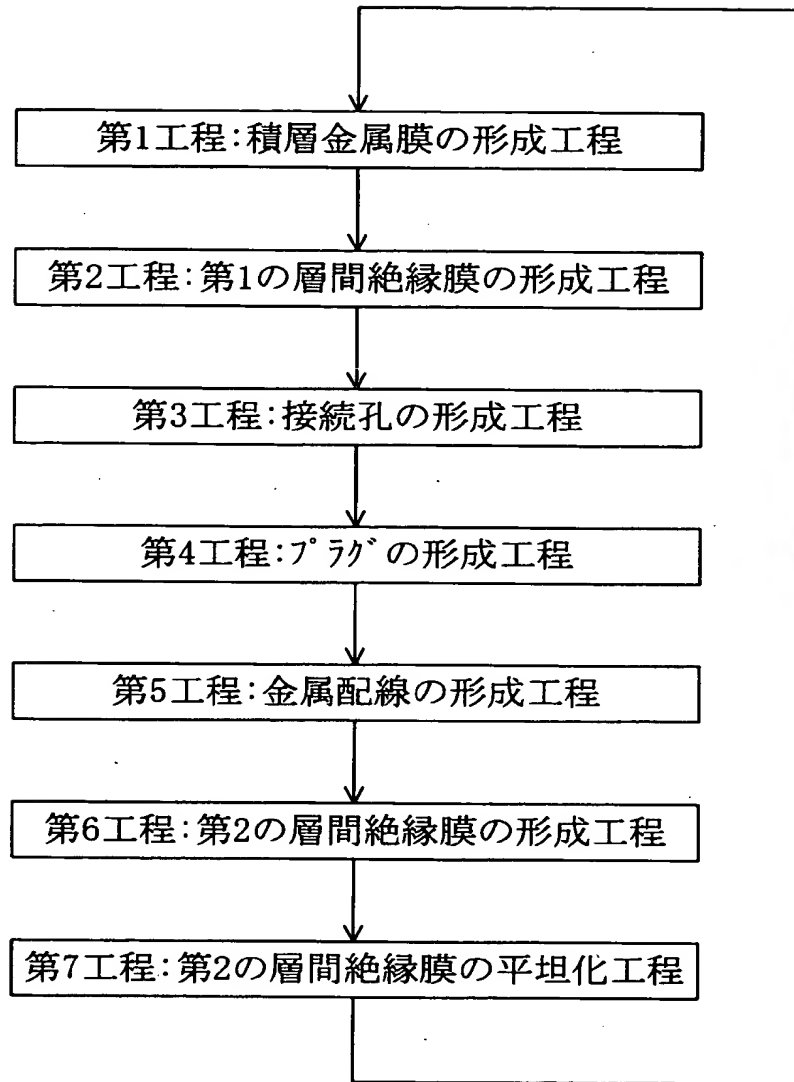 第1工程:積層金属膜の形成工程
第2工程:第1の層間絶縁膜の形成工程
第3工程:接続孔の形成工程
第4工程:プラグの形成工程
第5工程:金属配線の形成工程
第6工程:第2の層間絶縁膜の形成工程
第7工程:第2の層間絶縁膜の平坦化工程